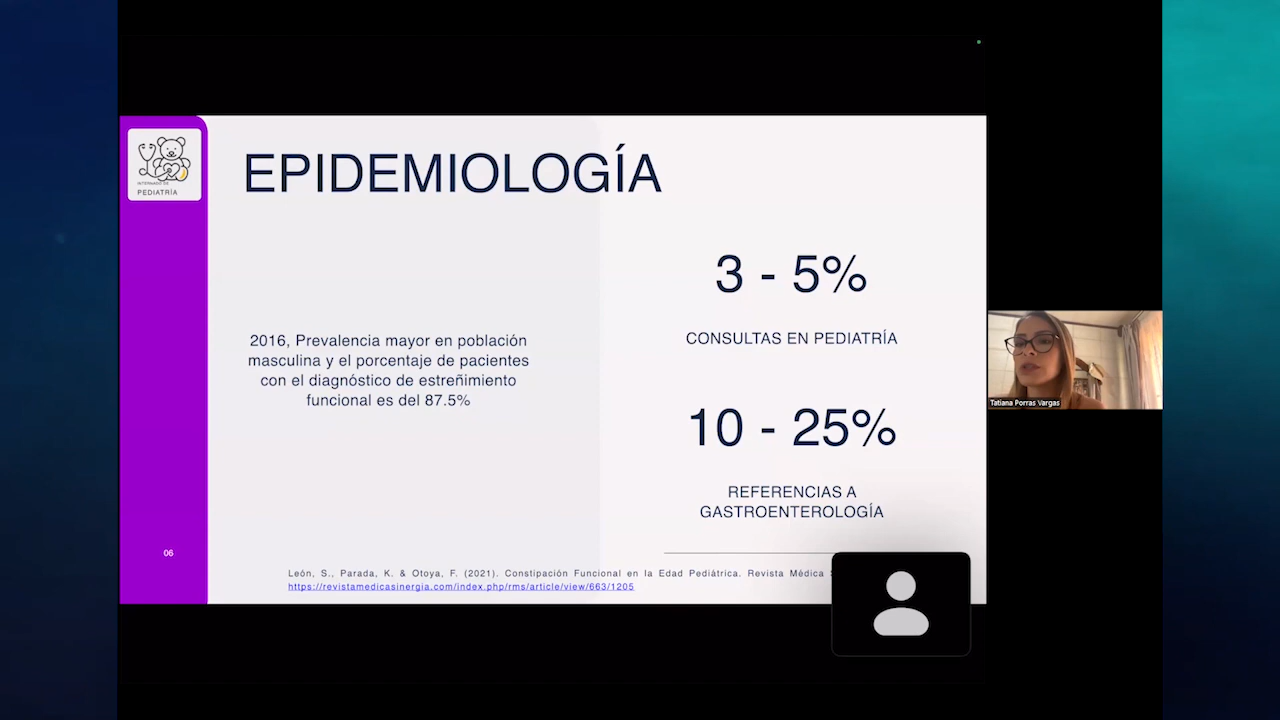 INTERNADO DE
PEDIATRÍA
EPIDEMIOLOGÍA
2016, Prevalencia mayor en población
masculina y el porcentaje de pacientes
con el diagnóstico de estreñimiento
funcional es del 87.5%
3 - 5%
CONSULTAS EN PEDIATRÍA
10 - 25%
REFERENCIAS A
GASTROENTEROLOGÍA
06
León, S., Parada, K. & Otoya, F. (2021). Constipación Funcional en la Edad Pediátrica. Revista Médica
https://revistamedicasinergia.com/index.php/rms/article/view/663/1205
Tatiana Porras Vargas